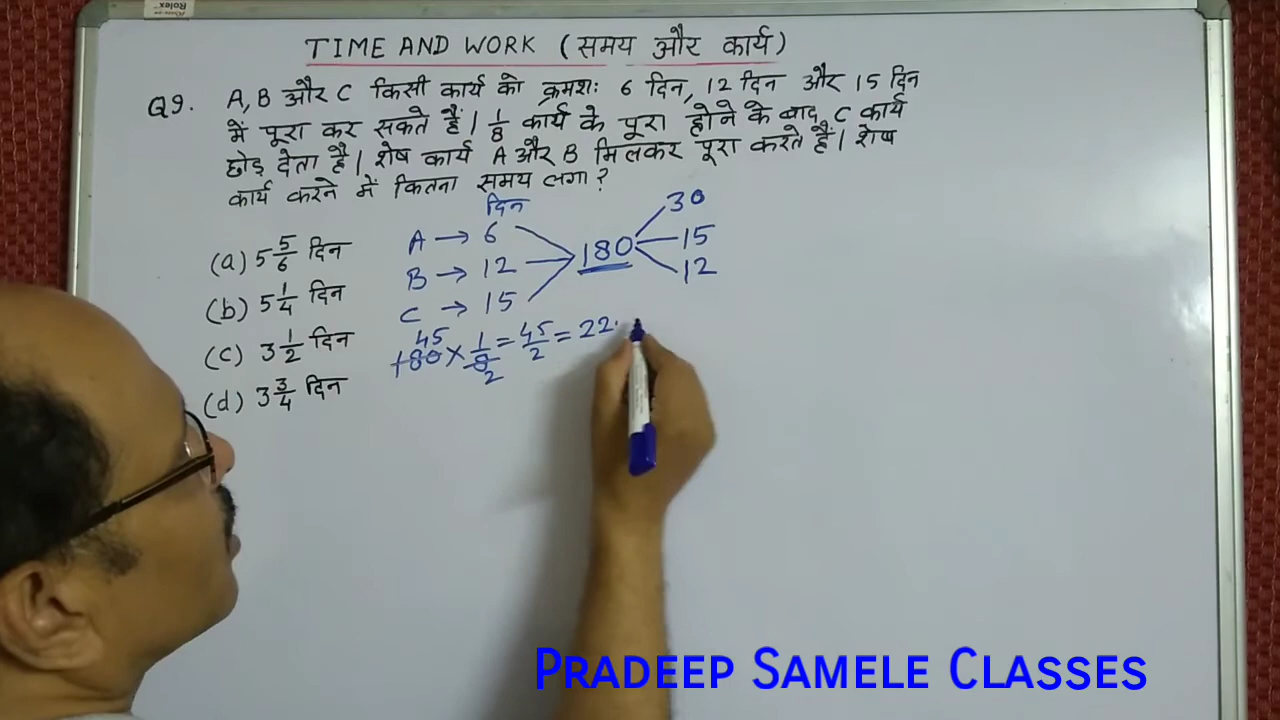 Rolex
TIME AND WORK (समय और कार्य)
Q9. A, B और C किसी कार्य को क्रमशः 6 दिन, 12 दिन और 15 दिन
में पूरा कर सकते हैं। 1/8 कार्य के पूरा होने के बाद C कार्य
छोड़ देता है। शेष कार्य A और B मिलकर पूरा करते हैं। शेष
कार्य करने में कितना समय लगा?
(a) 5 5/6 दिन
(b) 5 1/4 दिन
(c) 3 1/2 दिन
(d) 3 3/4 दिन
दिन
A → 6
B → 12
C → 15
180
30
15
12
45
180 × 1/8 = 45/2 = 22.
2
PRADEEP SAMELE CLASSES